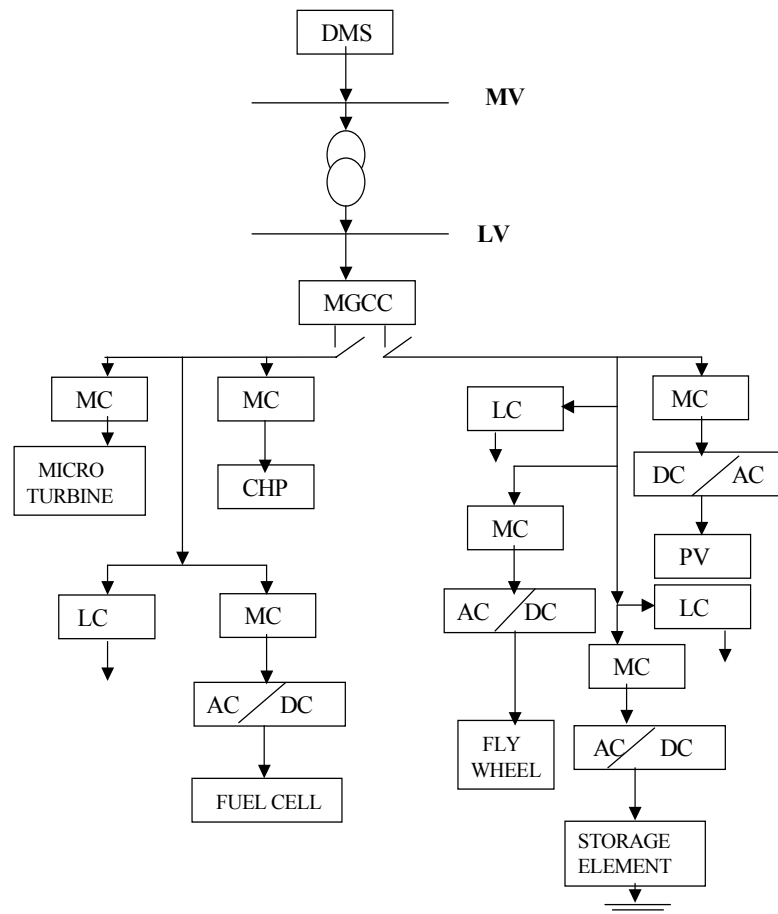 DMS
MV
LV
MGCC
MC
MC
LC
MC
MICRO
TURBINE
CHP
DC / AC
MC
PV
LC
MC
AC / DC
LC
MC
AC / DC
FLY
WHEEL
AC / DC
FUEL CELL
STORAGE
ELEMENT